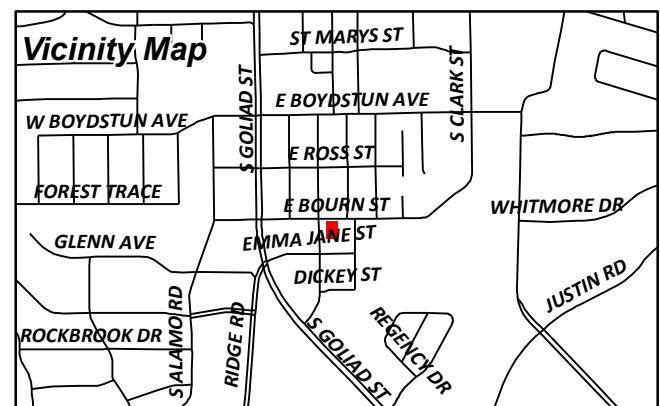 Vicinity Map
ST MARYS ST
S GOLIAD ST
S CLARK ST
E BOYDSTUN AVE
W BOYDSTUN AVE
E ROSS ST
FOREST TRACE
E BOURN ST
WHITMORE DR
GLENN AVE
EMMA JANE ST
DICKEY ST
JUSTIN RD
S ALAMO RD
RIDGE RD
S GOLIAD ST
REGENCY DR
ROCKBROOK DR